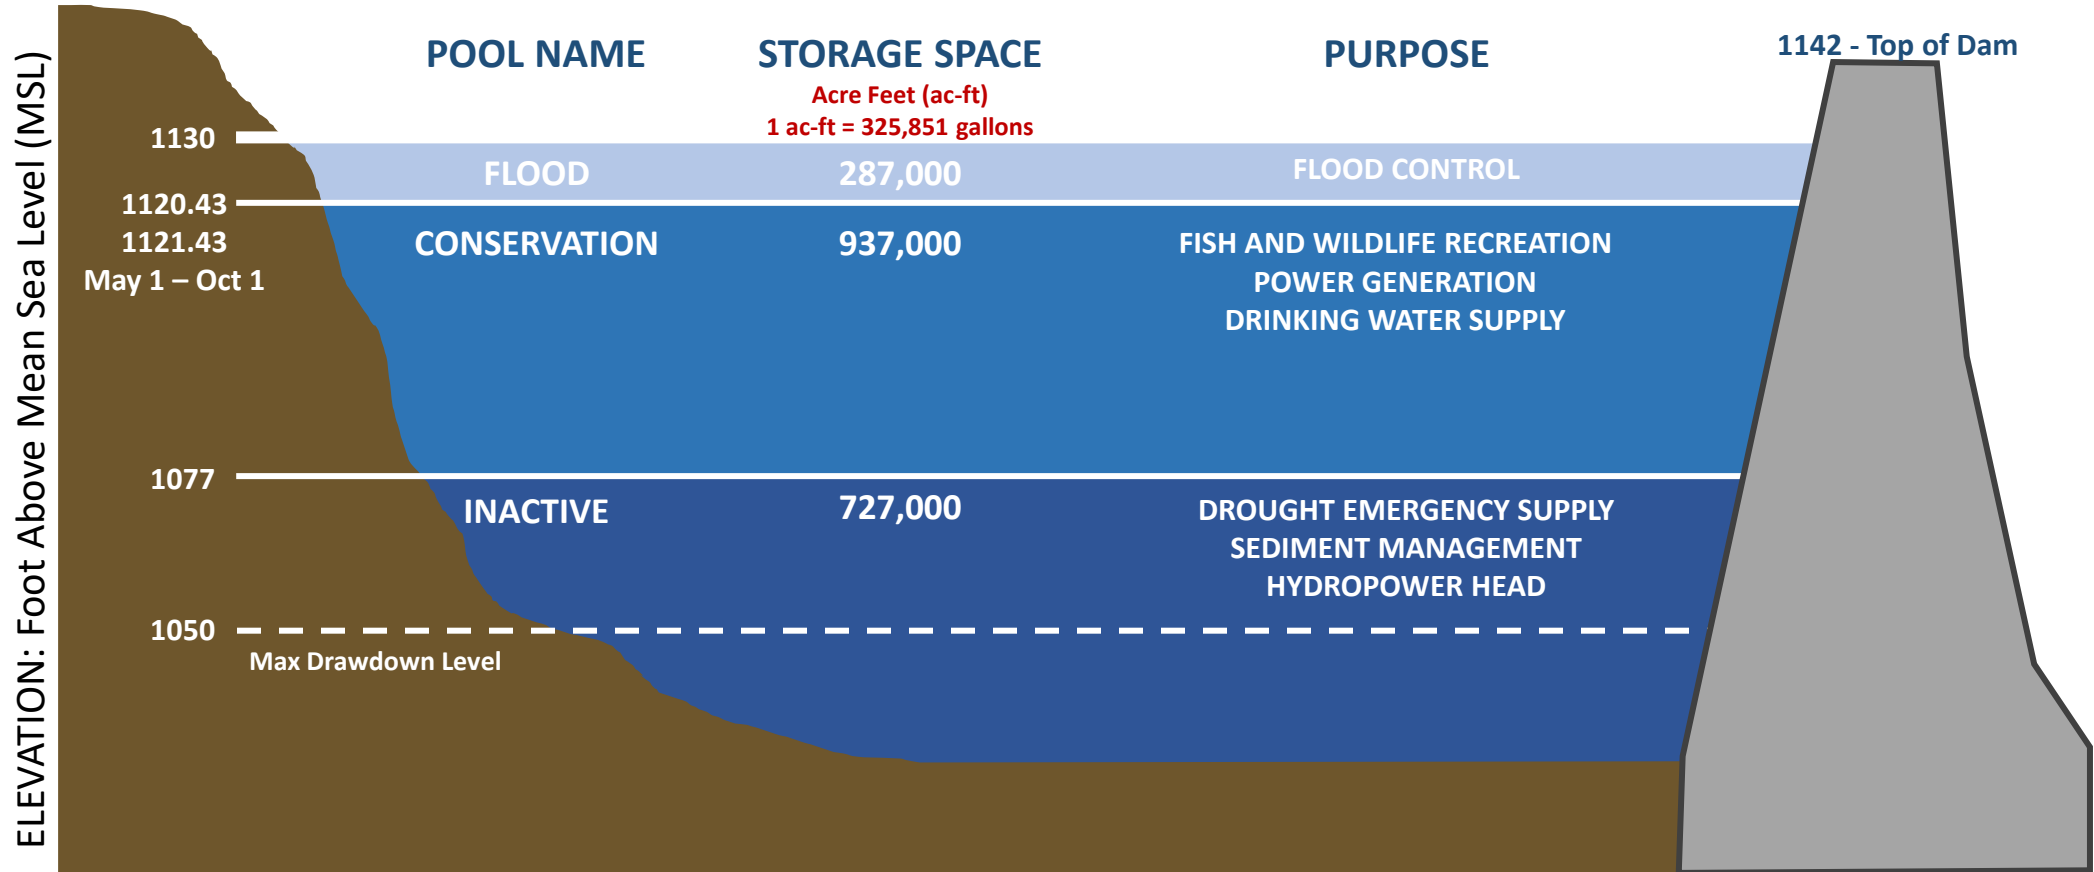 ELEVATION: Foot Above Mean Sea Level (MSL)
POOL NAME
STORAGE SPACE
PURPOSE
1142 - Top of Dam
Acre Feet (ac-ft)
1 ac-ft = 325,851 gallons
1130
FLOOD
287,000
FLOOD CONTROL
1120.43
1121.43
May 1 – Oct 1
CONSERVATION
937,000
FISH AND WILDLIFE RECREATION
POWER GENERATION
DRINKING WATER SUPPLY
1077
INACTIVE
727,000
DROUGHT EMERGENCY SUPPLY
SEDIMENT MANAGEMENT
HYDROPOWER HEAD
1050
Max Drawdown Level